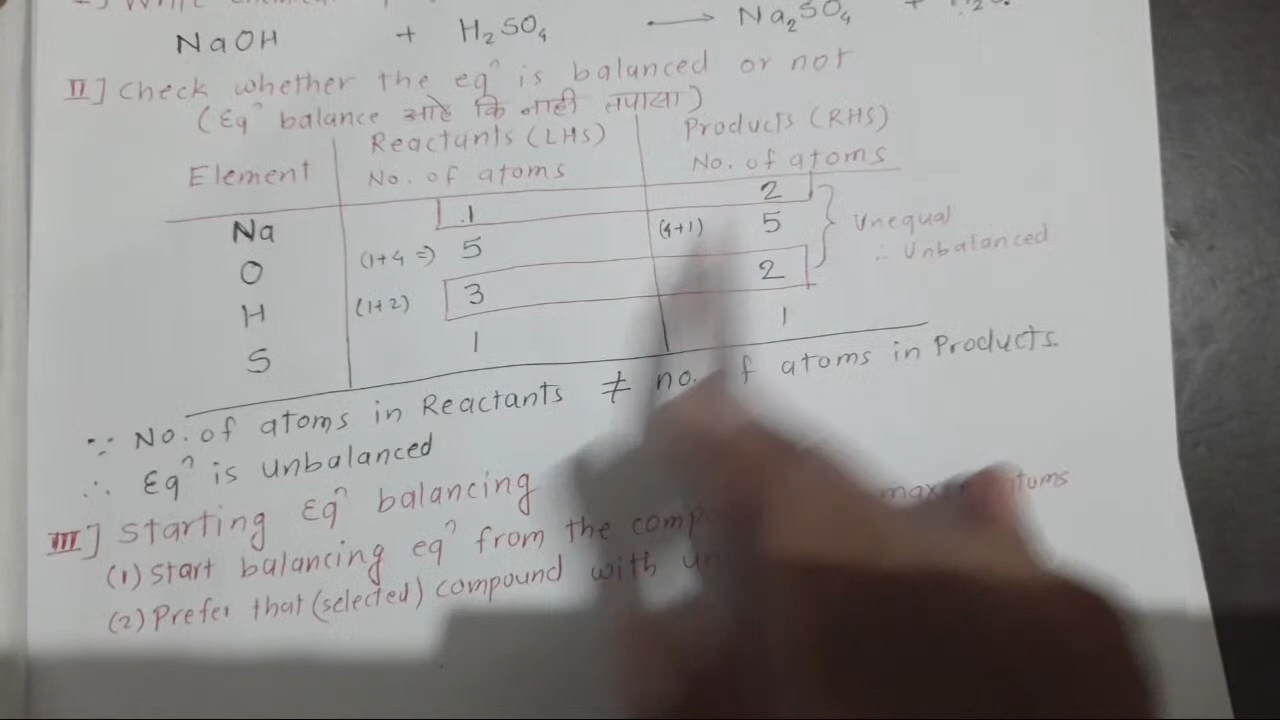 NaOH + H2SO4 → Na2SO4 +
II] Check whether the eqⁿ is balanced or not
(Eqⁿ balance आहे कि नाही तपासा)
Element Reactants (LHS) Products (RHS)
No. of atoms No. of atoms
Na 1 2
O (1+4 =) 5 (4+1) 5
H (1+2) 3 2
S 1 1
Unequal
∴ Unbalanced
∵ No. of atoms in Reactants ≠ no. f atoms in Products.
∴ Eqⁿ is unbalanced
III] Starting Eqⁿ balancing
(1) Start balancing eqⁿ from the
(2) Prefer that (selected) compound with